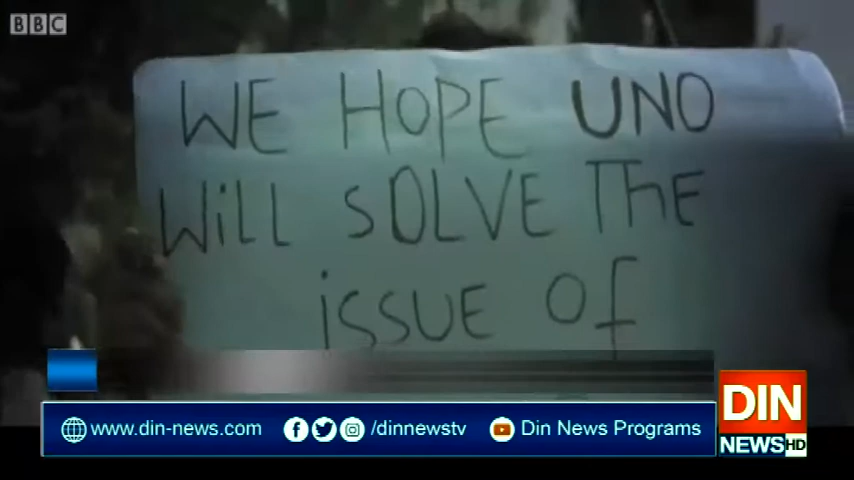 BBC
WE HOPE UNO
WiLL SOLVE THE
iSSUE OF
www.din-news.com
/dinnewstv
Din News Programs
DIN
NEWS HD